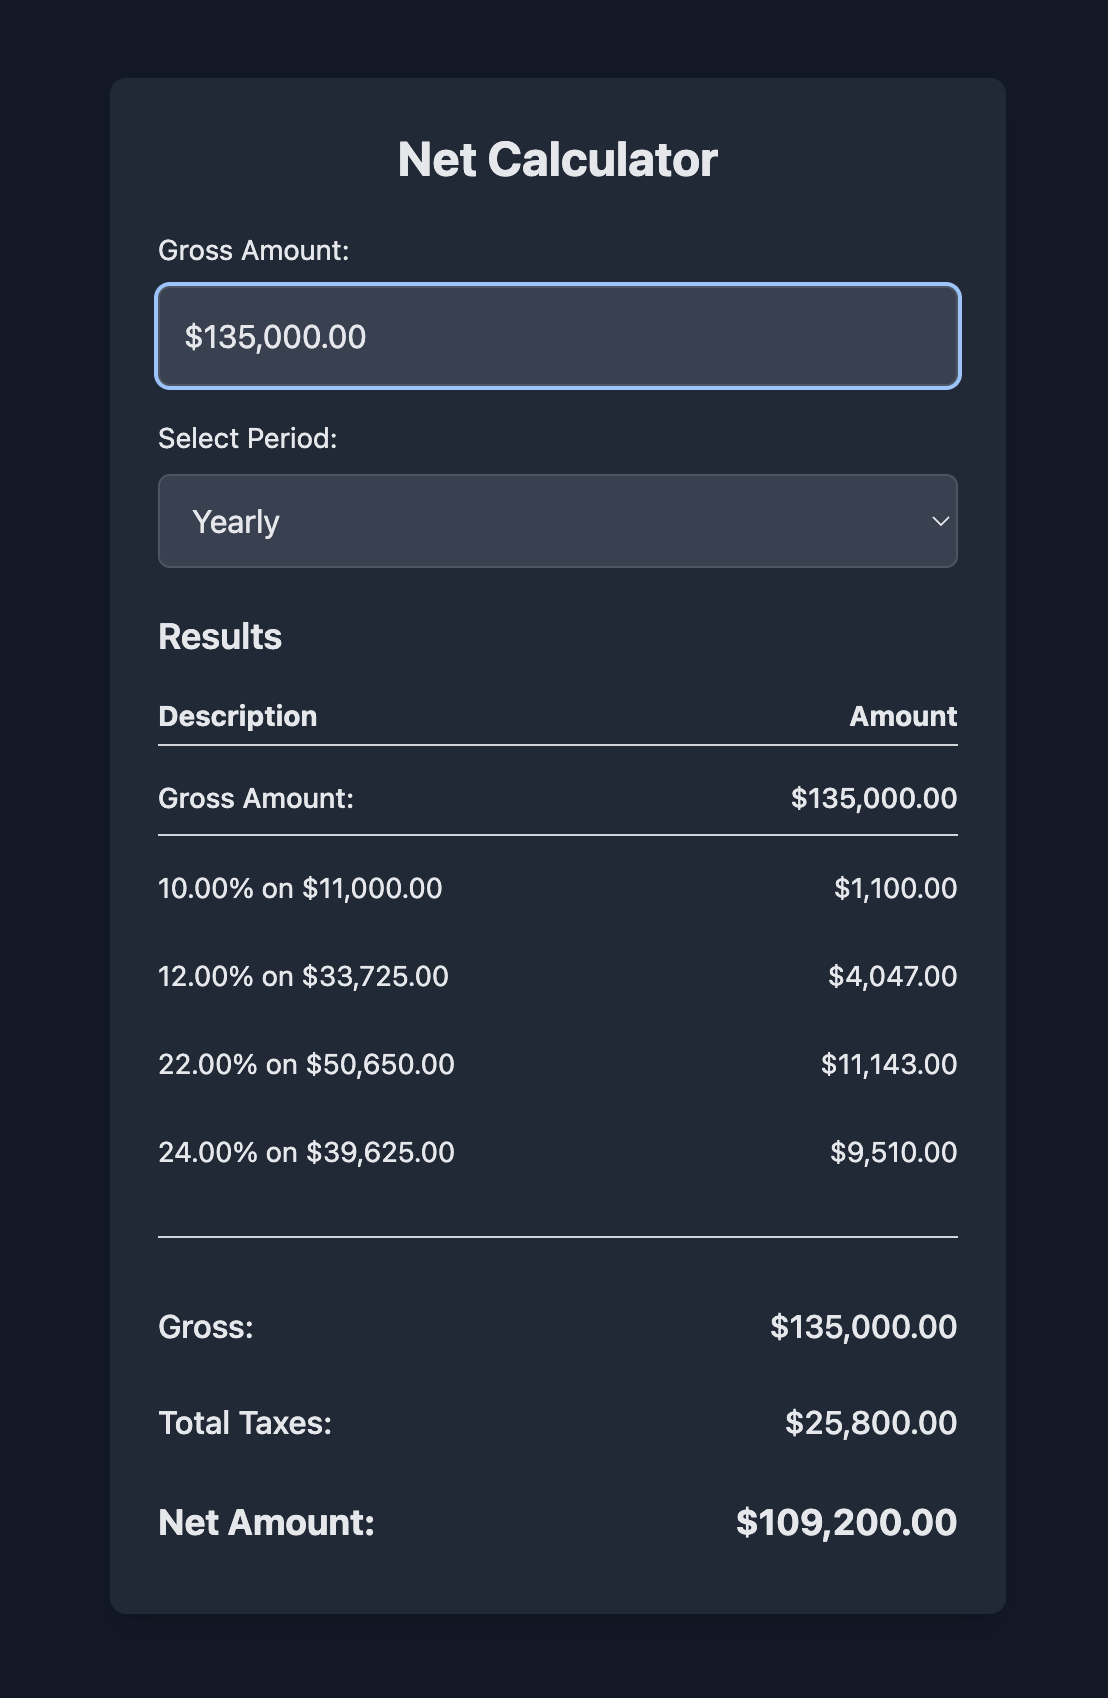 Net Calculator
Gross Amount:
$135,000.00
Select Period:
Yearly
Results
Description Amount
Gross Amount: $135,000.00
10.00% on $11,000.00 $1,100.00
12.00% on $33,725.00 $4,047.00
22.00% on $50,650.00 $11,143.00
24.00% on $39,625.00 $9,510.00
Gross: $135,000.00
Total Taxes: $25,800.00
Net Amount: $109,200.00